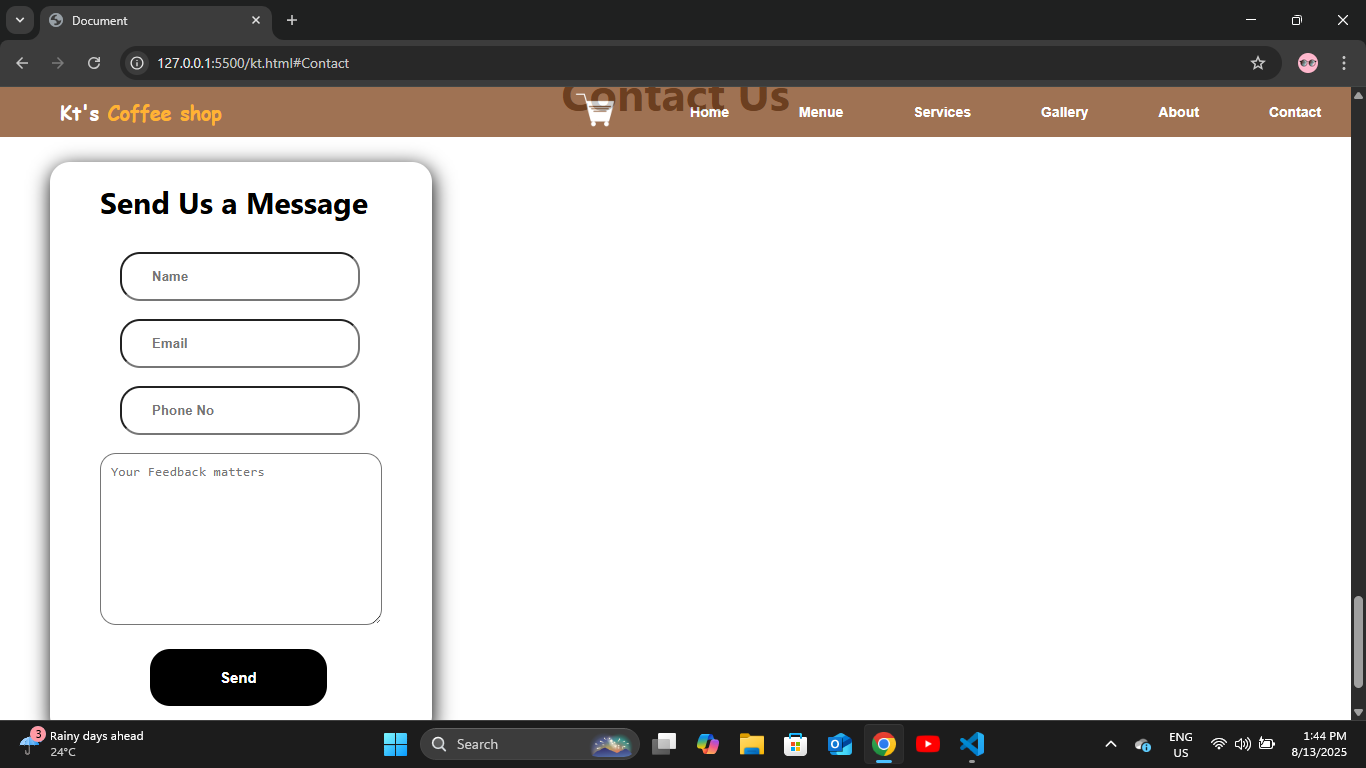 Document
127.0.0.1:5500/kt.html#Contact
Kt's Coffee shop
Contact Us
Home Menue Services Gallery About Contact
Send Us a Message
Name
Email
Phone No
Your Feedback matters
Send
3
Rainy days ahead
24°C
Search
ENG
US
1:44 PM
8/13/2025